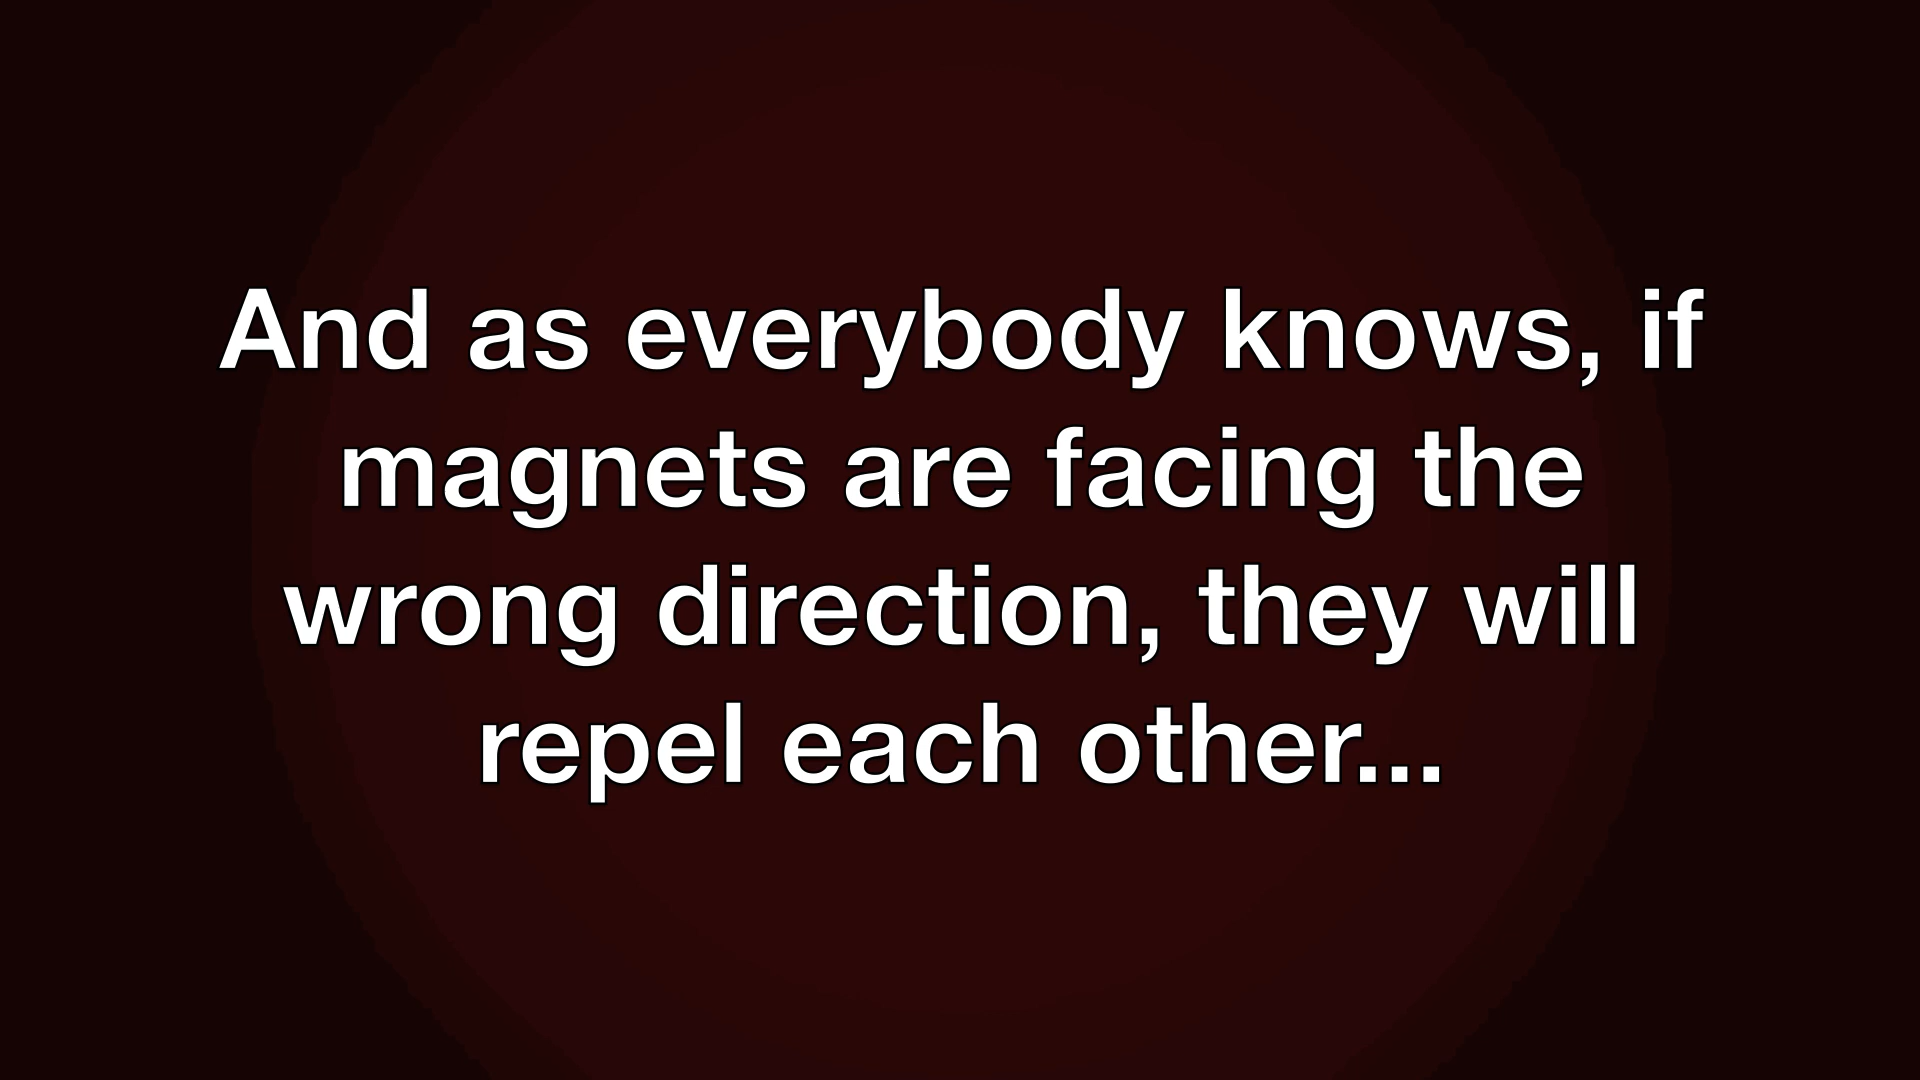 And as everybody knows, if
magnets are facing the
wrong direction, they will
repel each other...